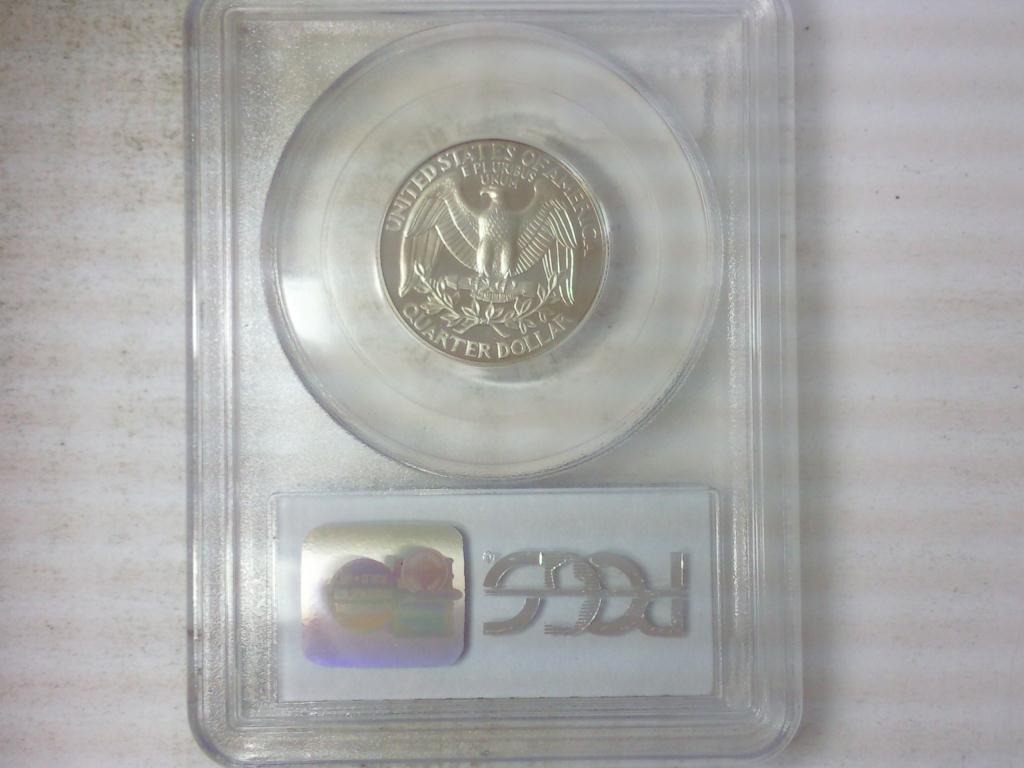 UNITED STATES OF AMERICA
E PLURIBUS
UNUM
QUARTER DOLLAR
PCGS